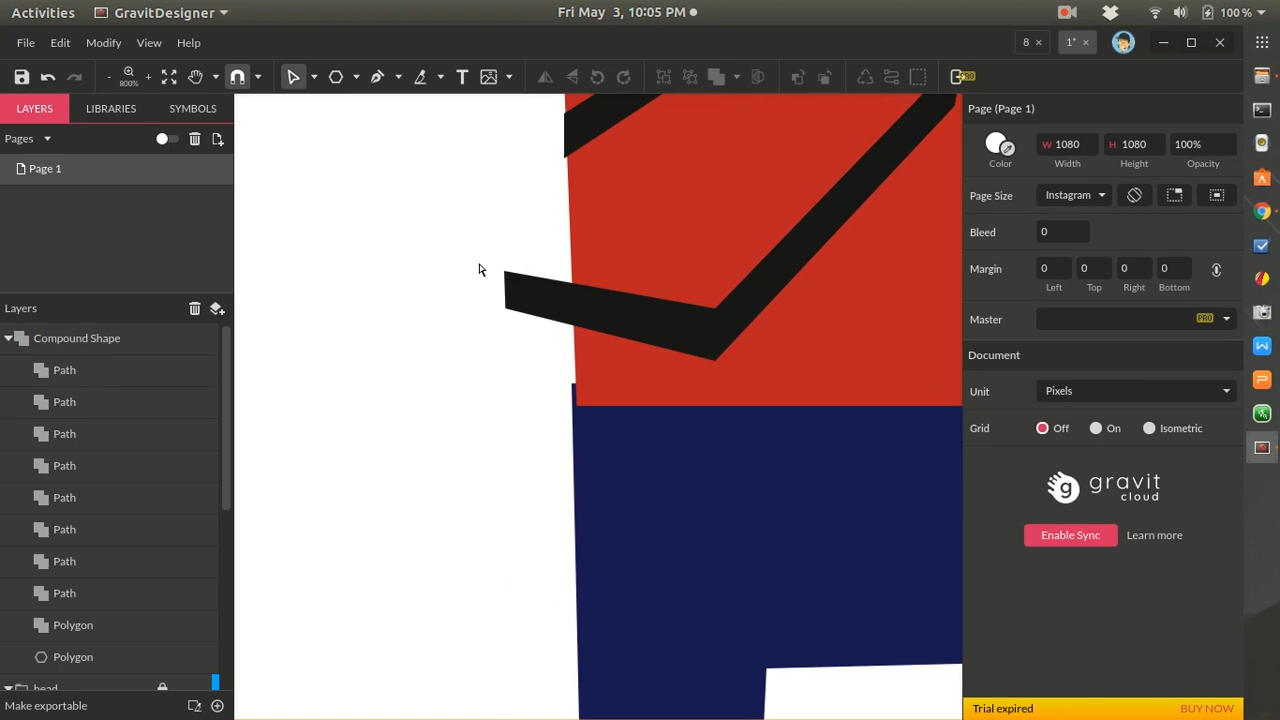 Activities GravitDesigner Fri May 3, 10:05 PM 100 %
File Edit Modify View Help 8 × 1* ×
- 800% + PRO
LAYERS LIBRARIES SYMBOLS Page (Page 1)
Pages
W 1080 H 1080 100%
Color Width Height Opacity
Page 1
Page Size Instagram
Bleed 0
Margin 0 0 0 0
Left Top Right Bottom
Layers
Master PRO
Compound Shape
Document
Path
Unit Pixels
Path
Grid Off On Isometric
Path
Path
gravit
cloud
Path
Path
Enable Sync Learn more
Path
Path
Polygon
Polygon
head
Make exportable
Trial expired BUY NOW